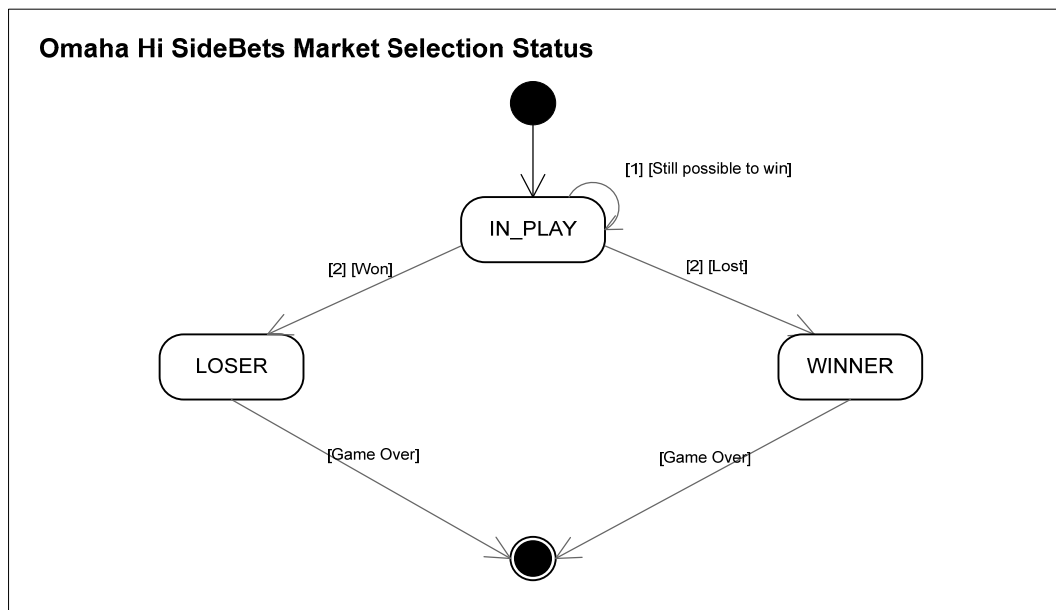 Omaha Hi SideBets Market Selection Status
[1] [Still possible to win]
IN_PLAY
[2] [Won]
[2] [Lost]
LOSER
WINNER
[Game Over]
[Game Over]